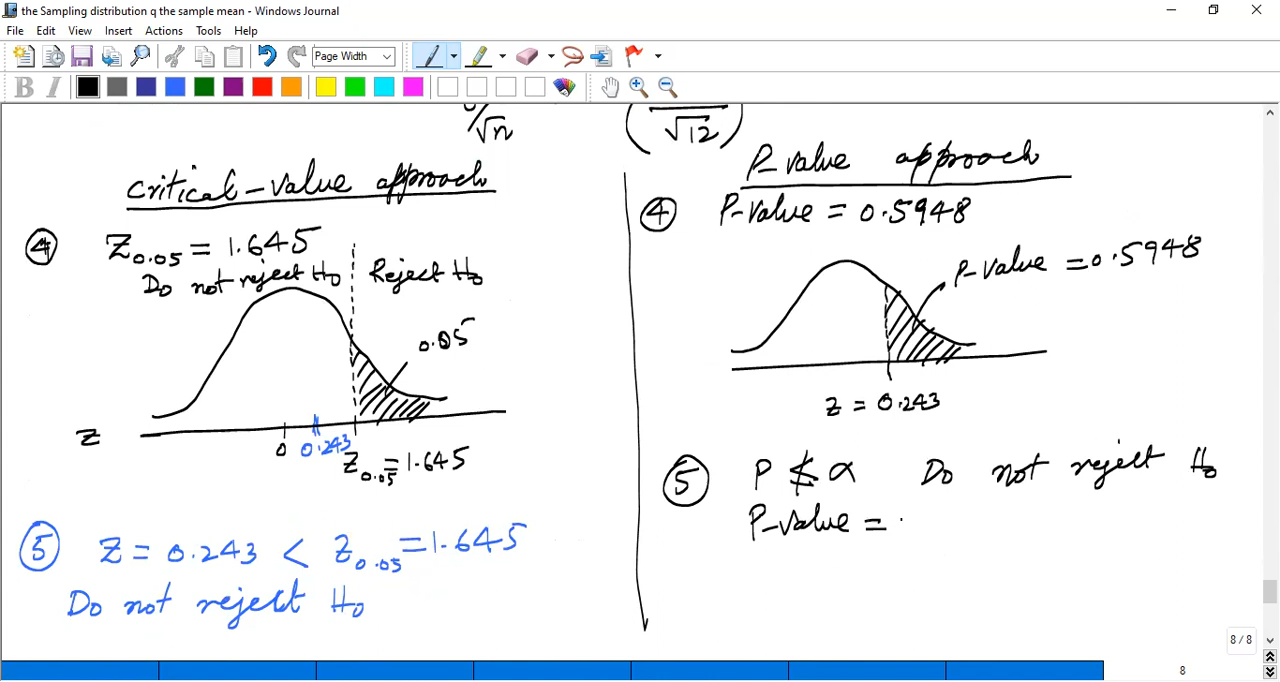 the Sampling distribution q the sample mean - Windows Journal
File Edit View Insert Actions Tools Help
Page Width
B I
/√n
√12
Critical-value approach
④ Z0.05 = 1.645
Do not reject H0 Reject H0
0.05
Z
0 0.243
Z0.05 = 1.645
⑤ Z = 0.243 < Z0.05 = 1.645
Do not reject H0
P-value approach
④ P-value = 0.5948
P-value = 0.5948
Z = 0.243
⑤ P ≰ α Do not reject H0
P-value = .
8 / 8
8